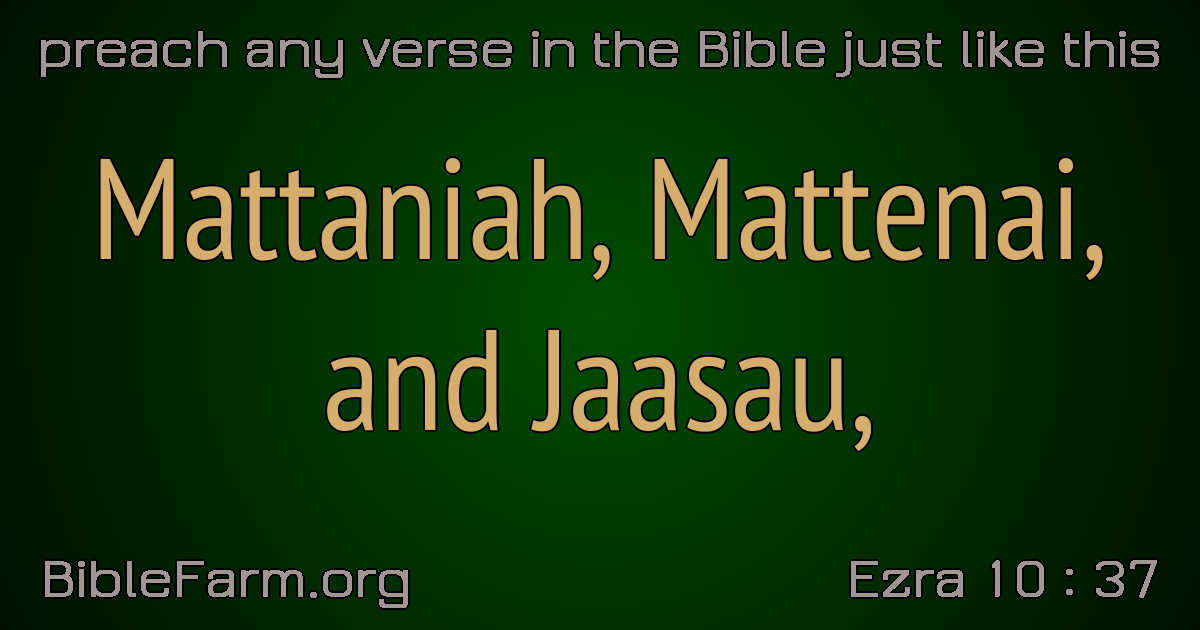 preach any verse in the Bible just like this
Mattaniah, Mattenai,
and Jaasau,
BibleFarm.org
Ezra 10 : 37